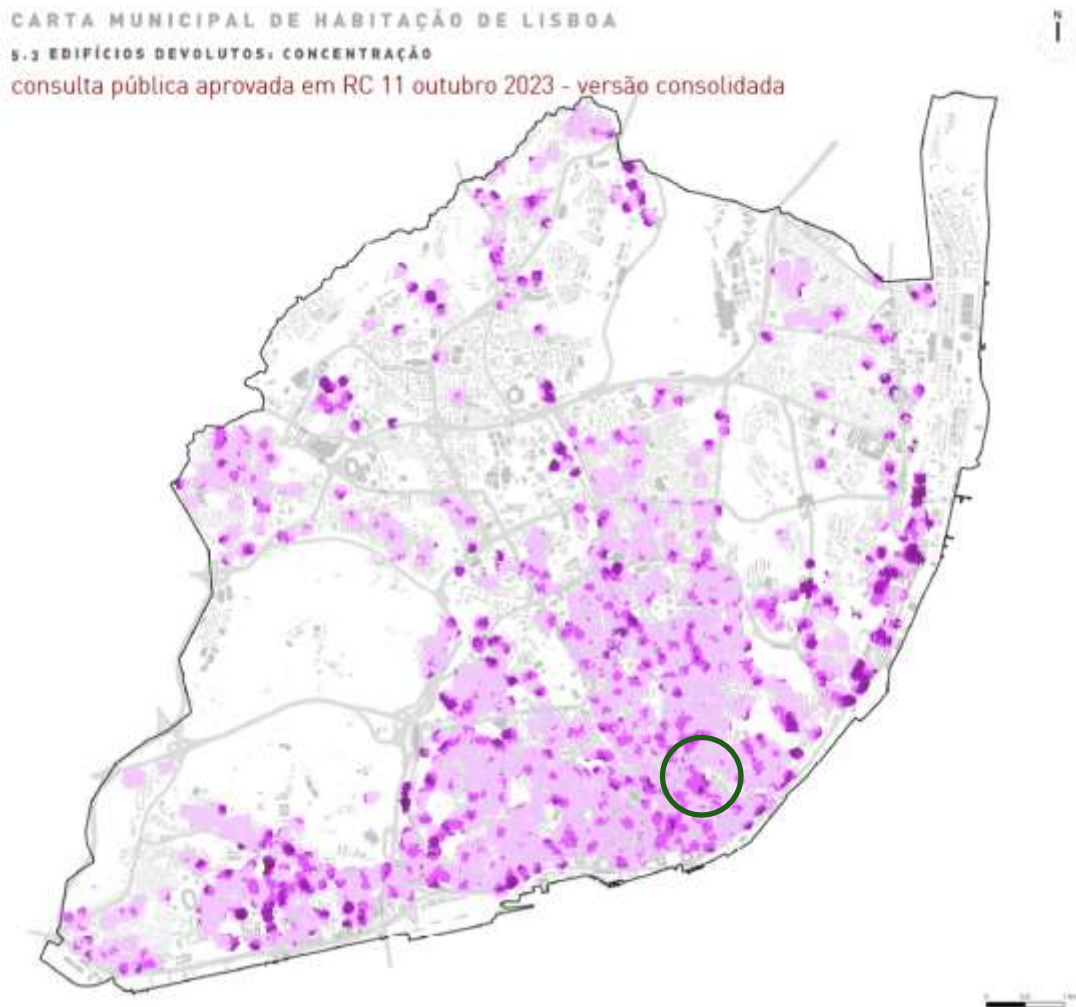 CARTA MUNICIPAL DE HABITAÇÃO DE LISBOA
N
5.3 EDIFÍCIOS DEVOLUTOS: CONCENTRAÇÃO
consulta pública aprovada em RC 11 outubro 2023 - versão consolidada